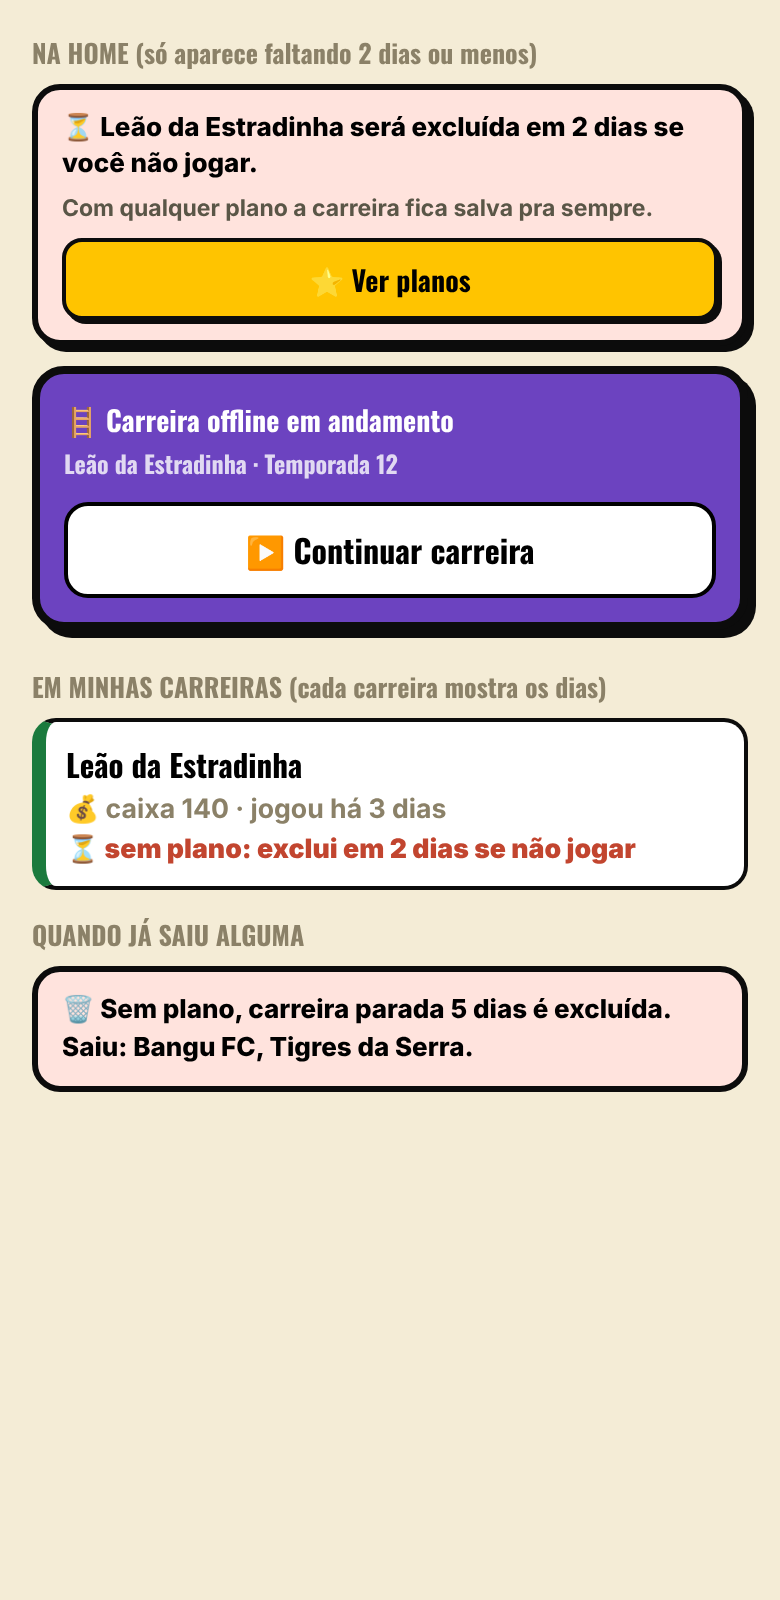 NA HOME (só aparece faltando 2 dias ou menos)
⏳ Leão da Estradinha será excluída em 2 dias se
você não jogar.
Com qualquer plano a carreira fica salva pra sempre.
⭐ Ver planos
🪜 Carreira offline em andamento
Leão da Estradinha · Temporada 12
▶️ Continuar carreira
EM MINHAS CARREIRAS (cada carreira mostra os dias)
Leão da Estradinha
💰 caixa 140 · jogou há 3 dias
⏳ sem plano: exclui em 2 dias se não jogar
QUANDO JÁ SAIU ALGUMA
🗑️ Sem plano, carreira parada 5 dias é excluída.
Saiu: Bangu FC, Tigres da Serra.